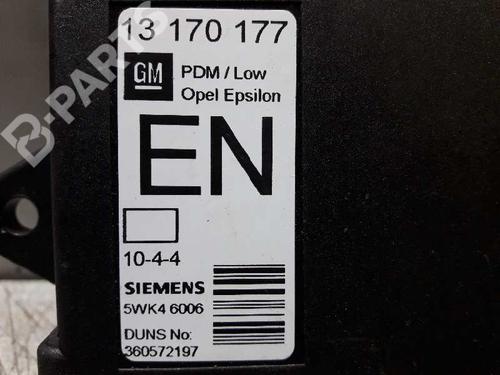 13 170 177
GM
PDM / Low
Opel Epsilon
EN
10-4-4
SIEMENS
5WK4 6006
DUNS No:
360572197
B-PARTS
B-PARTS